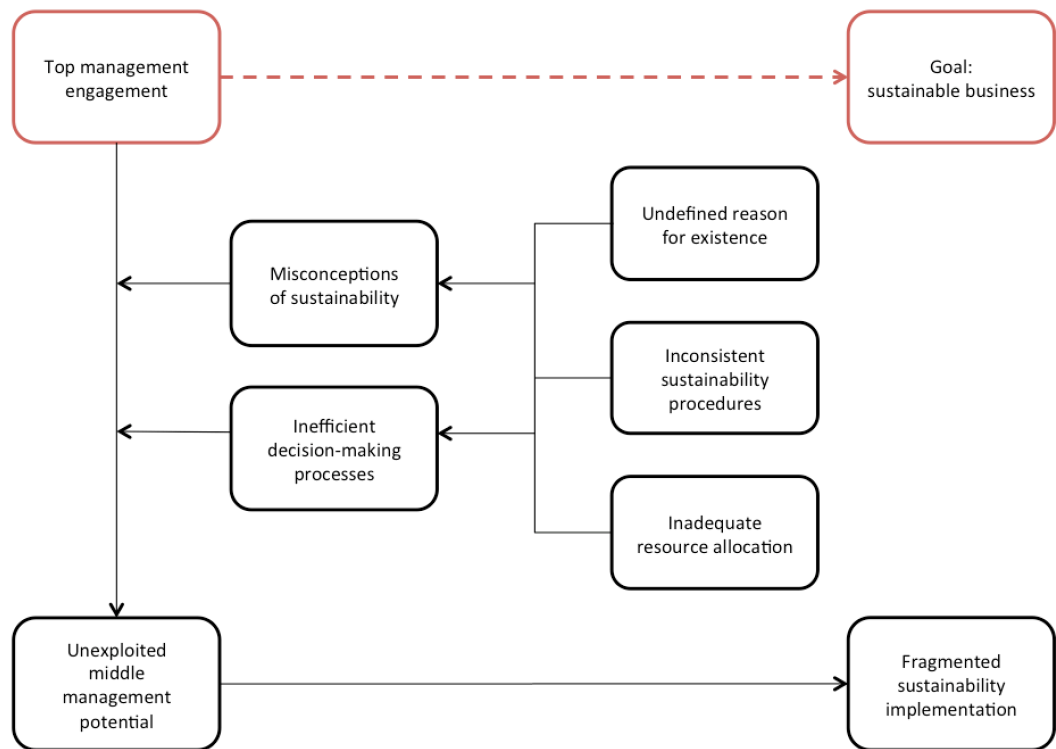 Top management
engagement
Goal:
sustainable business
Undefined reason
for existence
Misconceptions
of sustainability
Inconsistent
sustainability
procedures
Inefficient
decision-making
processes
Inadequate
resource allocation
Unexploited
middle
management
potential
Fragmented
sustainability
implementation